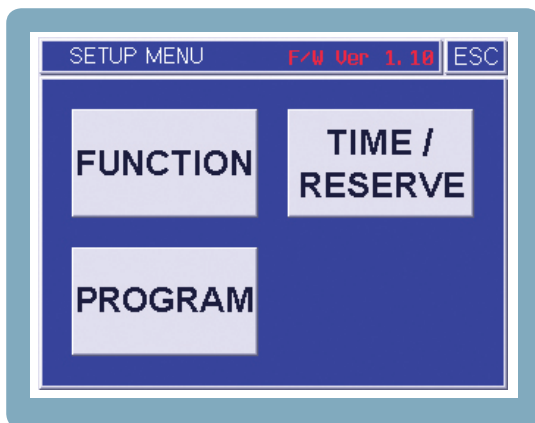 SETUP MENU F/W Ver 1.10 ESC
FUNCTION
TIME /
RESERVE
PROGRAM